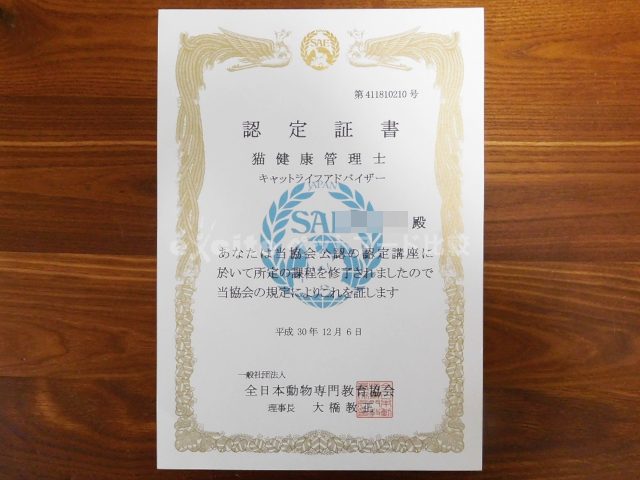 SAE
第411810210号
認定証書
猫健康管理士
キャットライフアドバイザー
JAPAN
SAE
殿
あなたは当協会公認の認定講座に
於いて所定の課程を修了されましたので
当協会の規定によりこれを証します
平成30年12月6日
一般社団法人
全日本動物専門教育協会
理事長 大橋教正